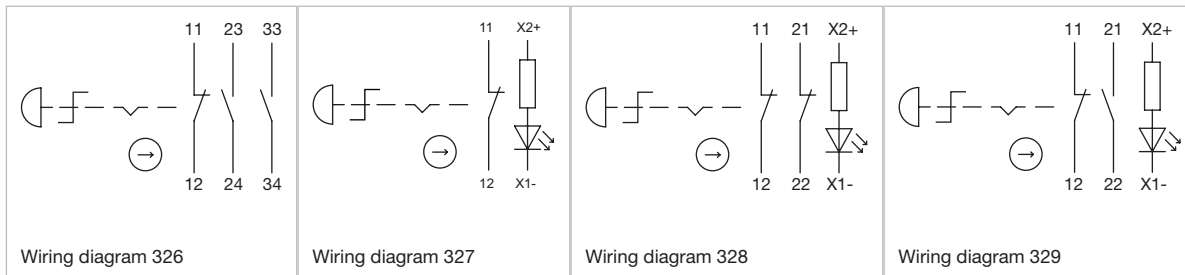 11 23 33
12 24 34
Wiring diagram 326
11 X2+
12 X1-
Wiring diagram 327
11 21 X2+
12 22 X1-
Wiring diagram 328
11 21 X2+
12 22 X1-
Wiring diagram 329